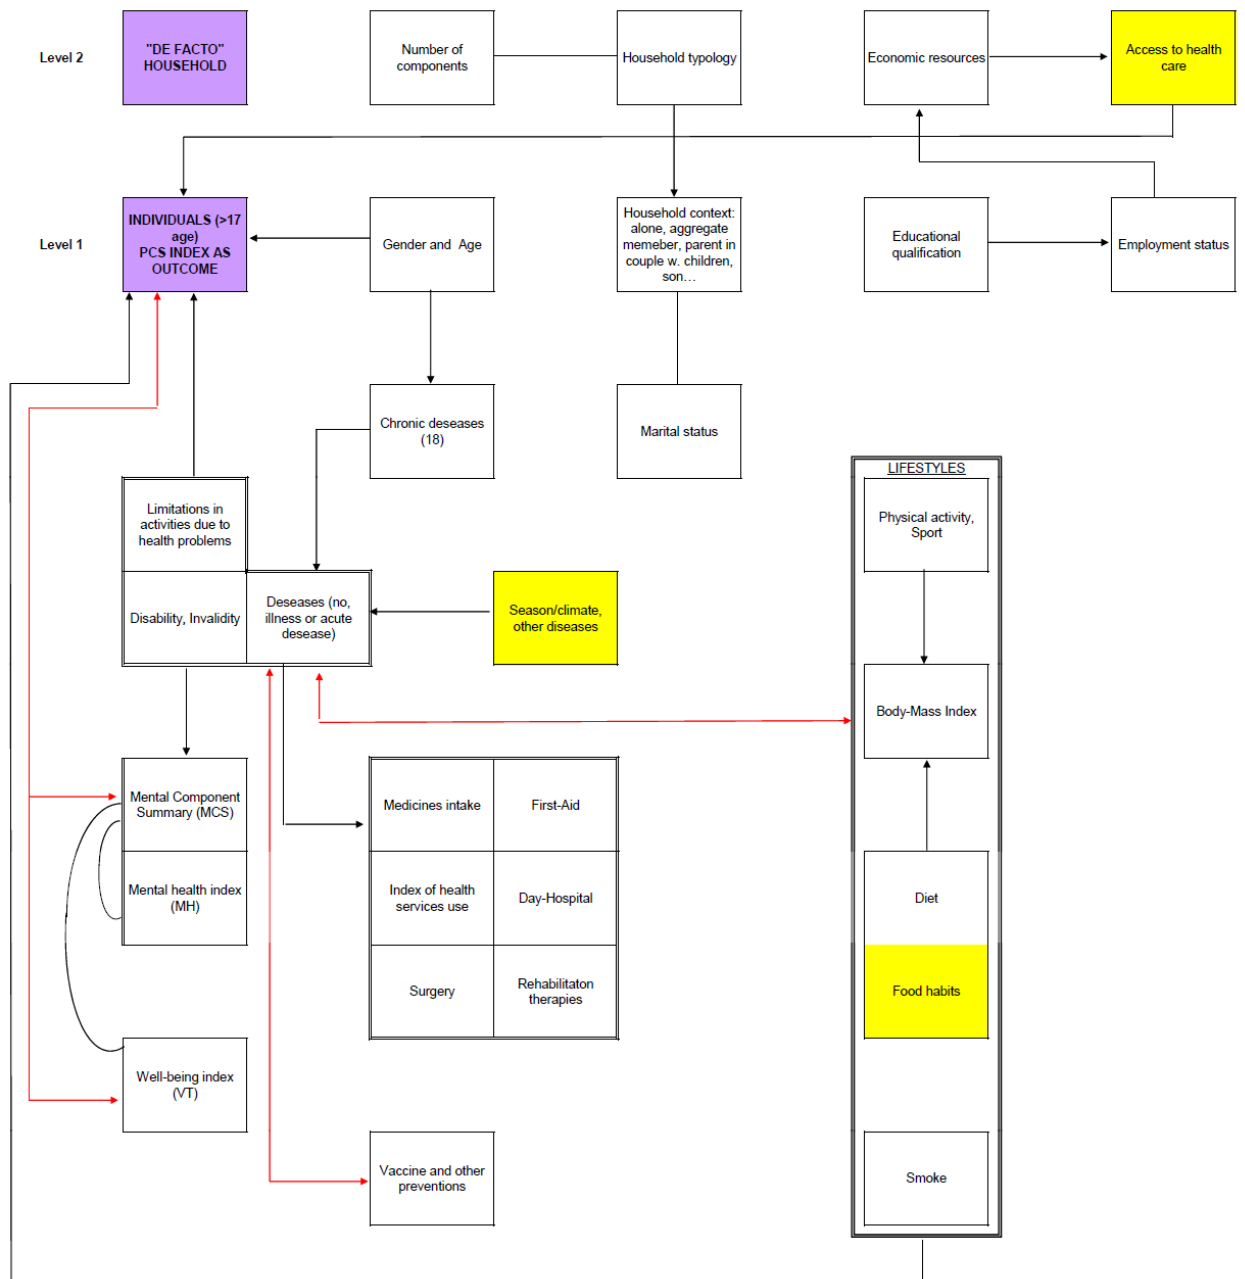 Level 2
"DE FACTO"
HOUSEHOLD
Number of
components
Household typology
Economic resources
Access to health
care
Level 1
INDIVIDUALS (>17
age)
PCS INDEX AS
OUTCOME
Gender and Age
Household context:
alone, aggregate
memeber, parent in
couple w. children,
son...
Educational
qualification
Employment status
Chronic deseases
(18)
Marital status
LIFESTYLES
Limitations in
activities due to
health problems
Physical activity,
Sport
Disability, Invalidity
Deseases (no,
illness or acute
desease)
Season/climate,
other diseases
Body-Mass Index
Mental Component
Summary (MCS)
Medicines intake
First-Aid
Mental health index
(MH)
Index of health
services use
Day-Hospital
Diet
Surgery
Rehabilitaton
therapies
Food habits
Well-being index
(VT)
Vaccine and other
preventions
Smoke